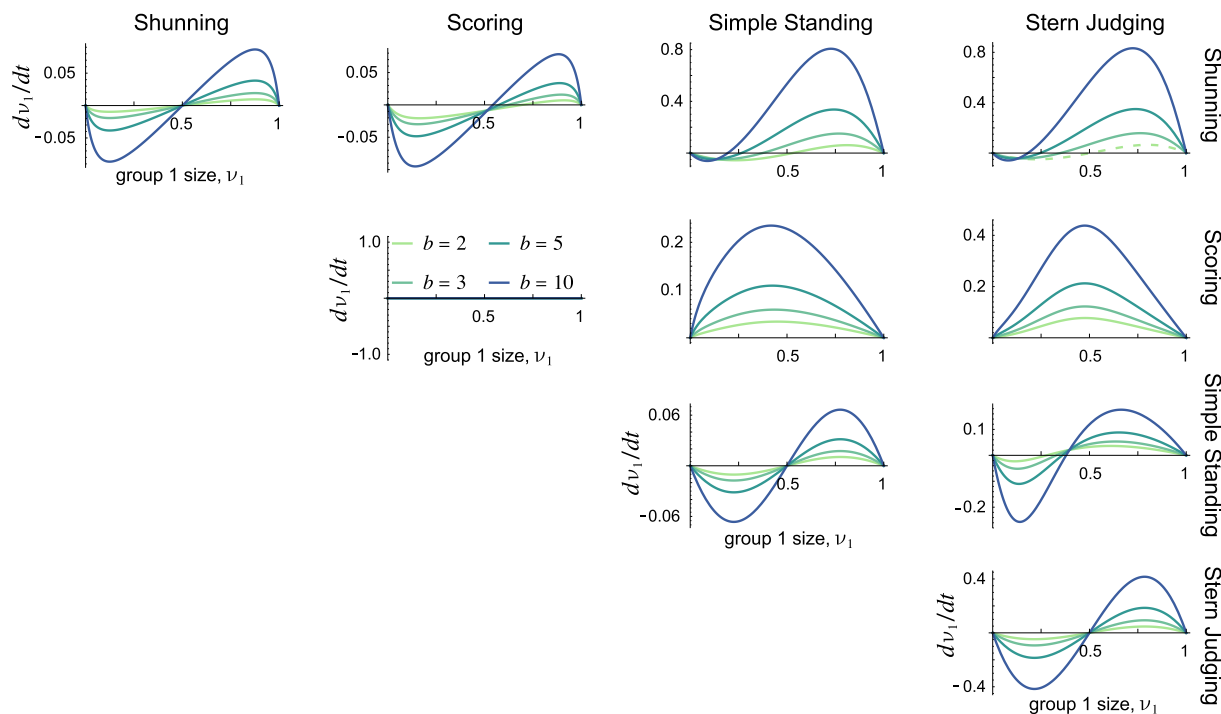 Shunning
Scoring
Simple Standing
Stern Judging
dν₁/dt
0.05
−0.05
0.5
1
group 1 size, ν₁
0.05
−0.05
0.5
1
0.8
0.4
0.5
1
0.8
0.4
0.5
1
Shunning
dν₁/dt
1.0
−1.0
b = 2
b = 5
b = 3
b = 10
0.5
1
group 1 size, ν₁
0.2
0.1
0.5
1
0.4
0.2
0.5
1
Scoring
dν₁/dt
0.06
−0.06
0.5
1
group 1 size, ν₁
0.1
−0.2
0.5
1
Simple Standing
dν₁/dt
0.4
−0.4
0.5
1
group 1 size, ν₁
Stern Judging